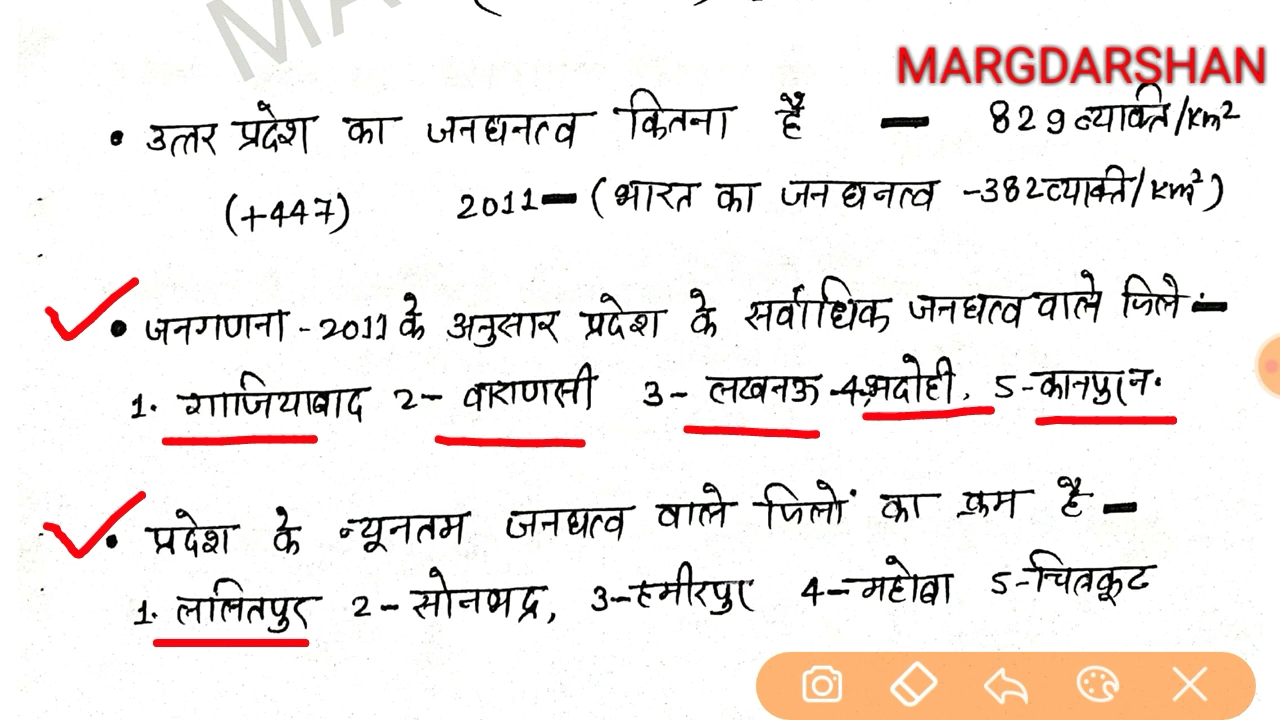 MARGDARSHAN
• उत्तर प्रदेश का जनघनत्व कितना है - 829 व्यक्ति/km²
(+447) 2011 - (भारत का जनघनत्व - 382 व्यक्ति/km²)
• जनगणना - 2011 के अनुसार प्रदेश के सर्वाधिक जनघत्व वाले जिले :-
1. गाजियाबाद 2- वाराणसी 3- लखनऊ -4, भदोही, 5-कानपुर न.
• प्रदेश के न्यूनतम जनघत्व वाले जिलों का क्रम है -
1. ललितपुर 2- सोनभद्र, 3-हमीरपुर 4-महोबा 5-चित्रकूट